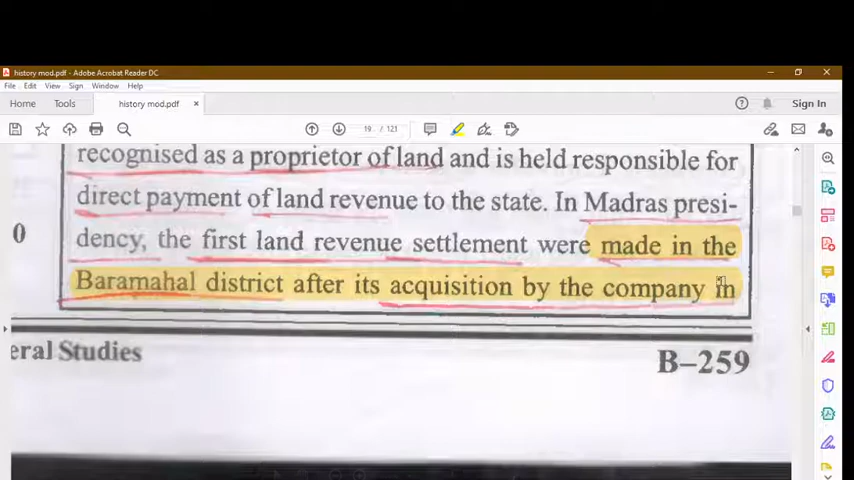 history mod.pdf - Adobe Acrobat Reader DC
File Edit View Sign Window Help
Home Tools history mod.pdf × Sign In
19 / 121
recognised as a proprietor of land and is held responsible for
direct payment of land revenue to the state. In Madras presi-
0 dency, the first land revenue settlement were made in the
Baramahal district after its acquisition by the company in
eral Studies B–259